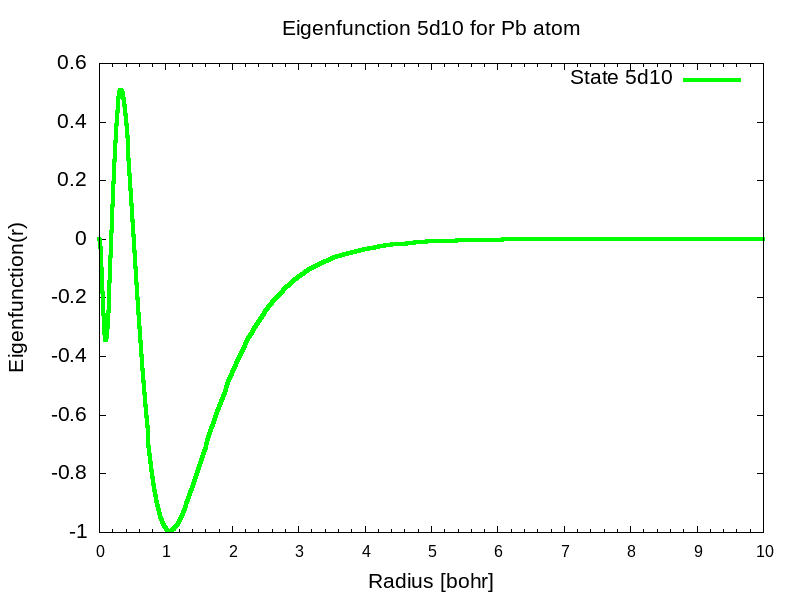 Eigenfunction 5d10 for Pb atom
State 5d10
0.6
0.4
0.2
0
-0.2
-0.4
-0.6
-0.8
-1
Eigenfunction(r)
0 1 2 3 4 5 6 7 8 9 10
Radius [bohr]